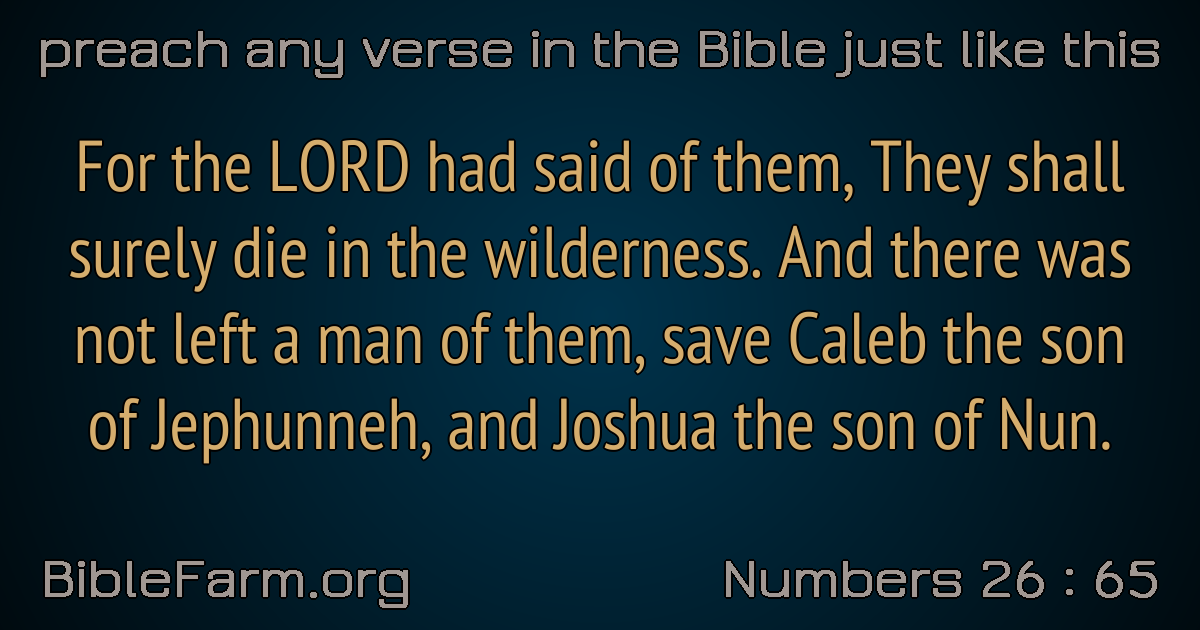 preach any verse in the Bible just like this
For the LORD had said of them, They shall
surely die in the wilderness. And there was
not left a man of them, save Caleb the son
of Jephunneh, and Joshua the son of Nun.
BibleFarm.org
Numbers 26 : 65